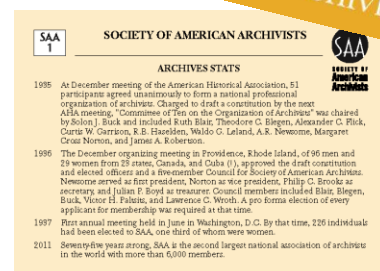 ARCHIV
SAA
1
SOCIETY OF AMERICAN ARCHIVISTS
SAA
SOCIETY OF
American
Archivists
ARCHIVES STATS
1935 At December meeting of the American Historical Association, 51
participants agreed unanimously to form a national professional
organization of archivists. Charged to draft a constitution by the next
AHA meeting, "Committee of Ten on the Organization of Archivists" was chaired
by Solon J. Buck and included Ruth Blair, Theodore C. Blegen, Alexander C. Flick,
Curtis W. Garrison, R.B. Haselden, Waldo G. Leland, A.R. Newsome, Margaret
Cross Norton, and James A. Robertson.
1936 The December organizing meeting in Providence, Rhode Island, of 96 men and
29 women from 23 states, Canada, and Cuba (!), approved the draft constitution
and elected officers and a five-member Council for Society of American Archivists.
Newsome served as first president, Norton as vice president, Philip C. Brooks as
secretary, and Julian P. Boyd as treasurer. Council members included Blair, Blegen,
Buck, Victor H. Palsits, and Lawrence C. Wroth. A pro forma election of every
applicant for membership was required at that time.
1937 First annual meeting held in June in Washington, D.C. By that time, 226 individuals
had been elected to SAA, one third of whom were women.
2011 Seventy-five years strong, SAA is the second largest national association of archivists
in the world with more than 6,000 members.